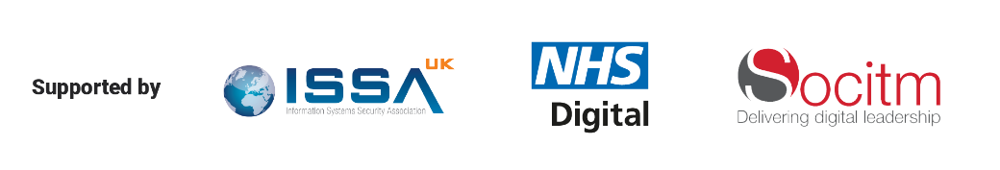 Supported by
ISSA UK
Information Systems Security Association
NHS
Digital
Socitm
Delivering digital leadership